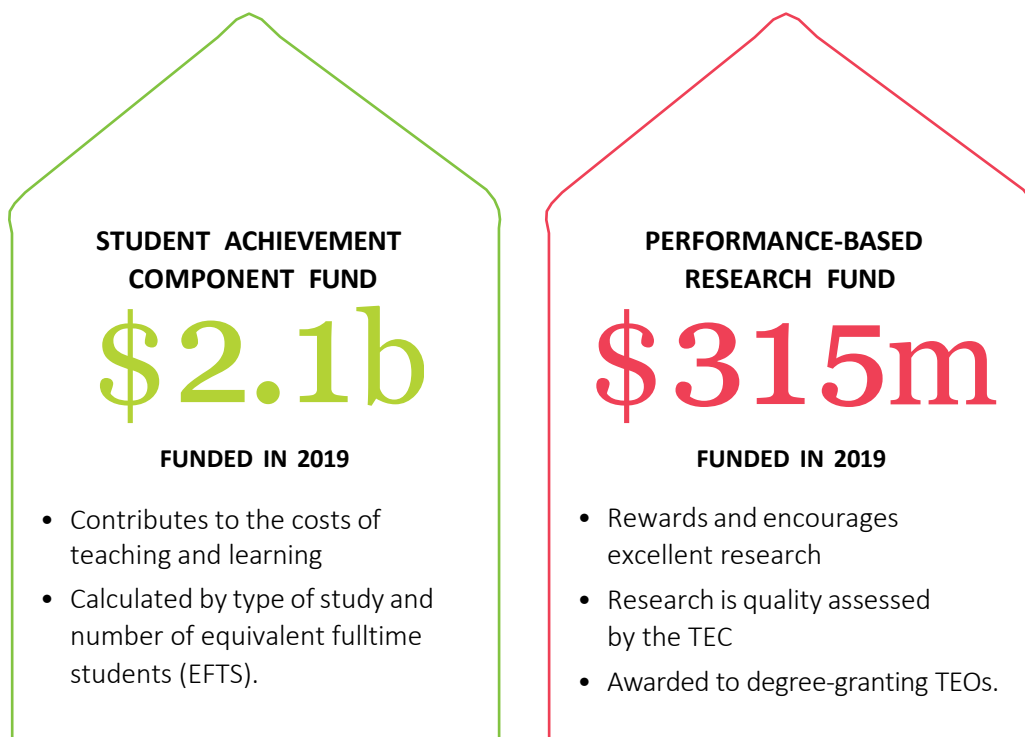 STUDENT ACHIEVEMENT
COMPONENT FUND
$2.1b
FUNDED IN 2019
• Contributes to the costs of
teaching and learning
• Calculated by type of study and
number of equivalent fulltime
students (EFTS).
PERFORMANCE-BASED
RESEARCH FUND
$315m
FUNDED IN 2019
• Rewards and encourages
excellent research
• Research is quality assessed
by the TEC
• Awarded to degree-granting TEOs.